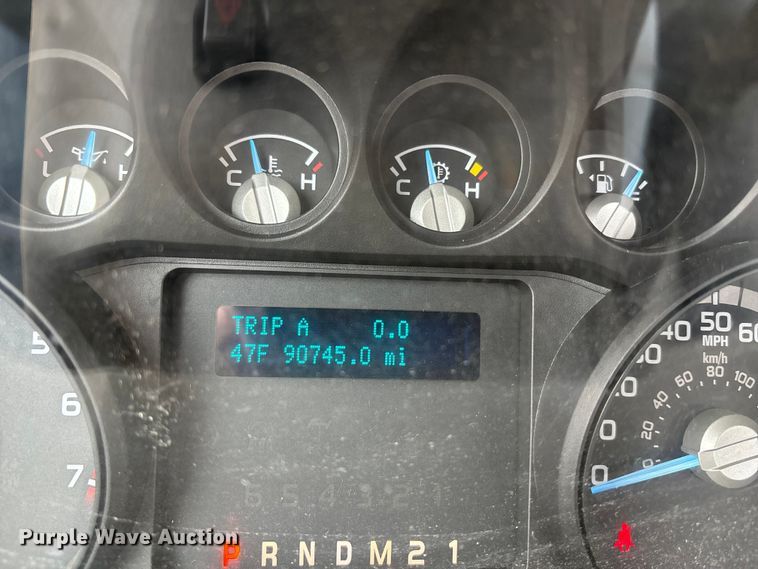 L H
C H
C H
TRIP A 0.0
47F 90745.0 mi
5
6
7
40 50 60
MPH
km/h
0 20 40 60 80 100
0
P R N D M 2 1
Purple Wave Auction